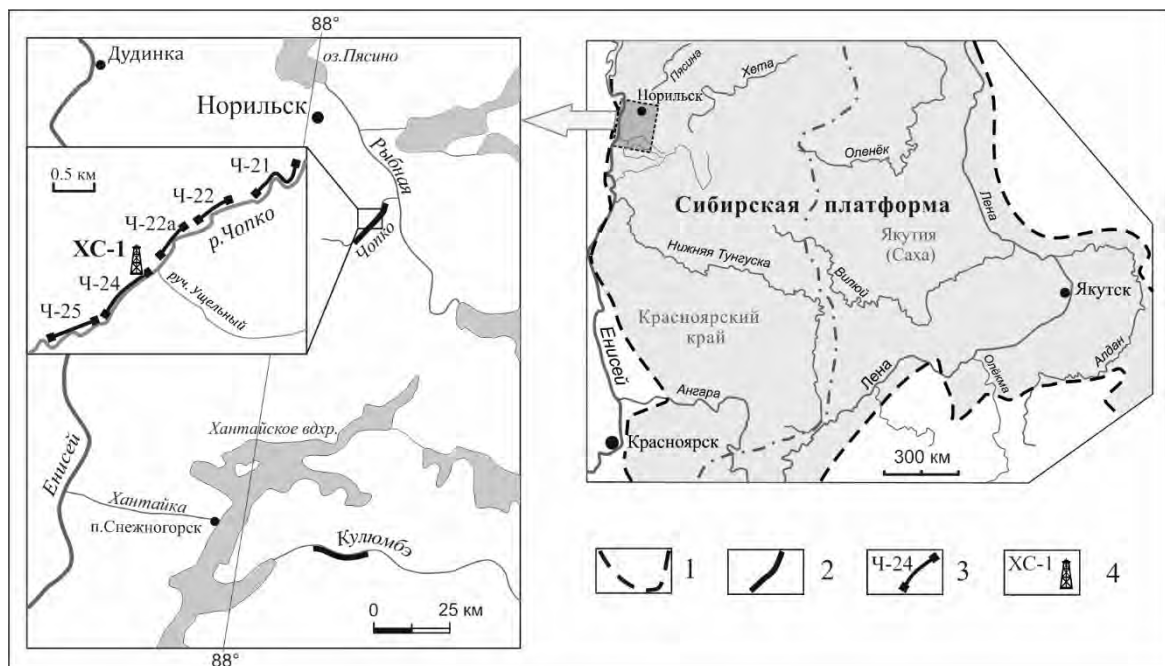 88°
Дудинка
оз.Пясино
Норильск
Рыбная
Чопко
0.5 км
Ч-21
Ч-22
Ч-22а
р.Чопко
ХС-1
Ч-24
Ч-25
руч. Ущельный
Енисей
Хантайское вдхр.
Хантайка
п.Снежногорск
Кулюмбэ
0 25 км
88°
Пясина
Хета
Норильск
Оленёк
Лена
Сибирская платформа
Якутия
(Саха)
Нижняя Тунгуска
Вилюй
Якутск
Красноярский
край
Енисей
Ангара
Лена
Олёкма
Алдан
Красноярск
300 км
1
2
Ч-24
3
ХС-1
4